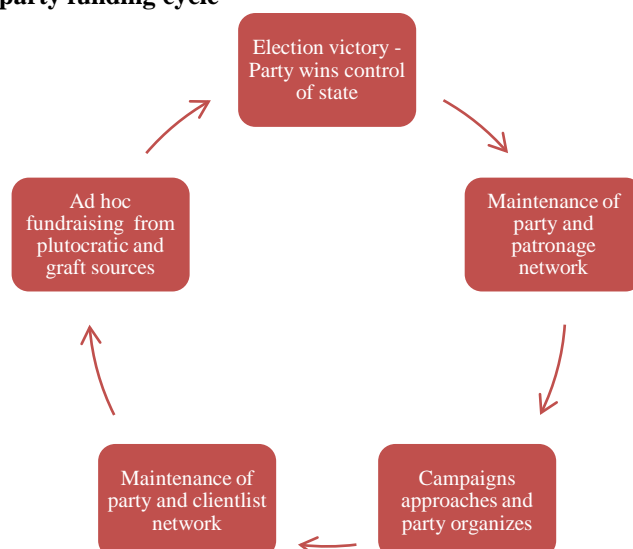 party funding cycle
Election victory -
Party wins control
of state
Maintenance of
party and
patronage
network
Campaigns
approaches and
party organizes
Maintenance of
party and clientlist
network
Ad hoc
fundraising from
plutocratic and
graft sources